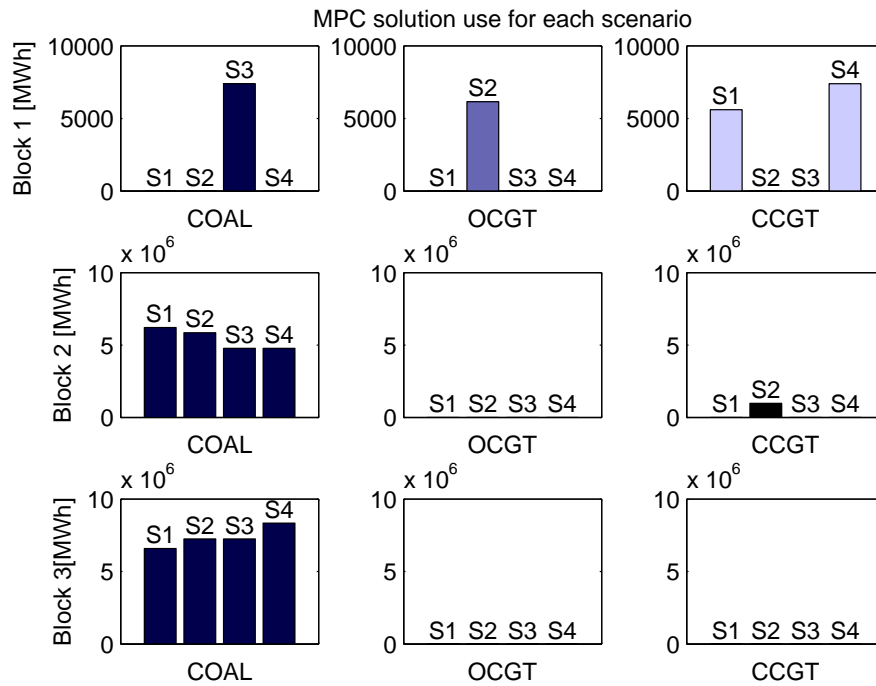 MPC solution use for each scenario
Block 1 [MWh]
10000
5000
0
S1 S2 S3 S4
COAL
10000
5000
0
S1 S2 S3 S4
OCGT
10000
5000
0
S1 S2 S3 S4
CCGT
Block 2 [MWh]
x 10^6
10
5
0
S1 S2 S3 S4
COAL
x 10^6
10
5
0
S1 S2 S3 S4
OCGT
x 10^6
10
5
0
S1 S2 S3 S4
CCGT
Block 3[MWh]
x 10^6
10
5
0
S1 S2 S3 S4
COAL
x 10^6
10
5
0
S1 S2 S3 S4
OCGT
x 10^6
10
5
0
S1 S2 S3 S4
CCGT